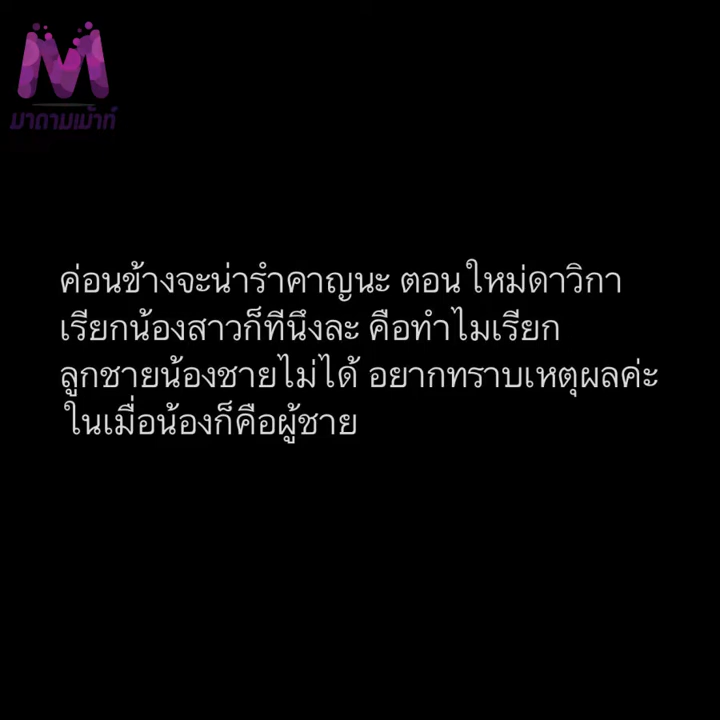 M
มาดามเม้าท์
ค่อนข้างจะน่ารำคาญนะ ตอนใหม่ดาวิกา
เรียกน้องสาวก็ทีนึงละ คือทำไมเรียก
ลูกชายน้องชายไม่ได้ อยากทราบเหตุผลค่ะ
ในเมื่อน้องก็คือผู้ชาย